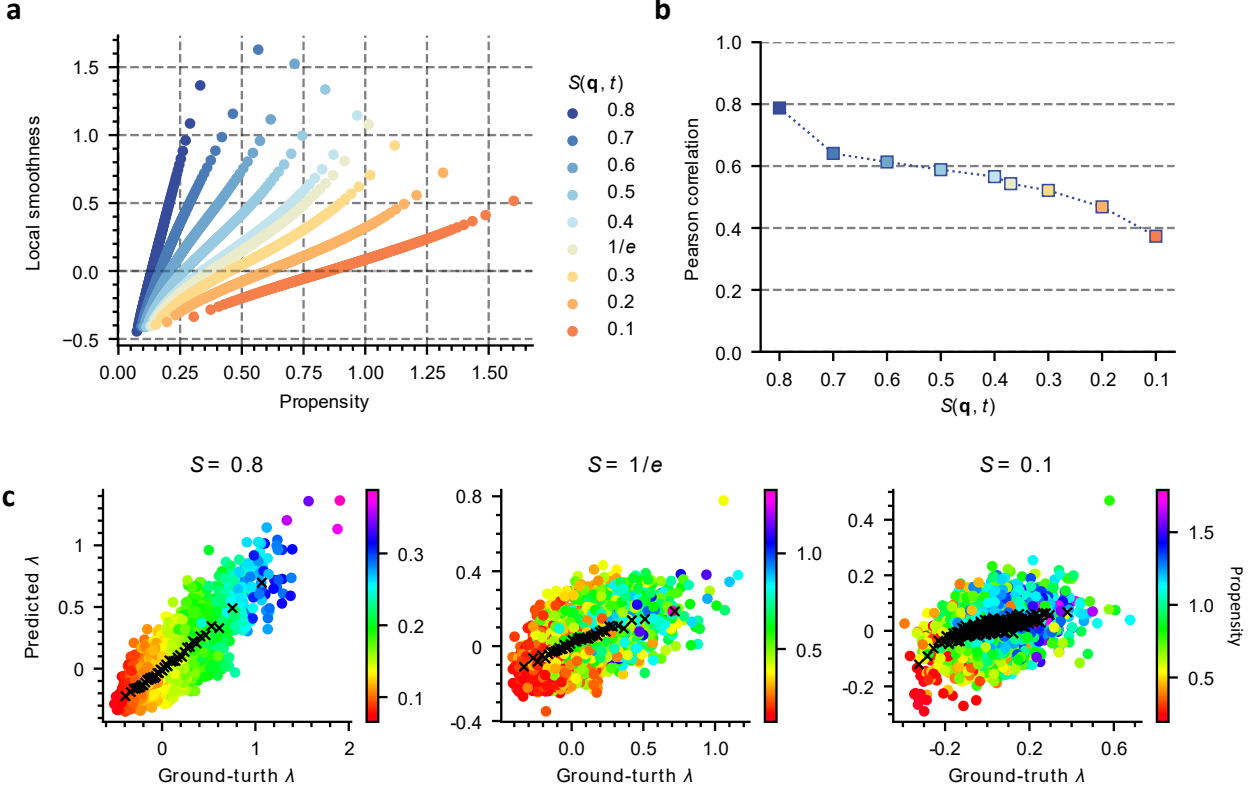 a
1.5
1.0
0.5
0.0
−0.5
Local smoothness
0.00 0.25 0.50 0.75 1.00 1.25 1.50
Propensity
S(q, t)
0.8
0.7
0.6
0.5
0.4
1/e
0.3
0.2
0.1
b
1.0
0.8
0.6
0.4
0.2
0.0
Pearson correlation
0.8 0.7 0.6 0.5 0.4 0.3 0.2 0.1
S(q, t)
c
S = 0.8
1
0.5
0
Predicted λ
0 1 2
Ground-turth λ
0.3
0.2
0.1
S = 1/e
0.8
0.4
0
-0.4
0.0 0.5 1.0
Ground-turth λ
1.0
0.5
S = 0.1
0.4
0.2
0
-0.2
-0.2 0.2 0.6
Ground-truth λ
1.5
1.0
0.5
Propensity